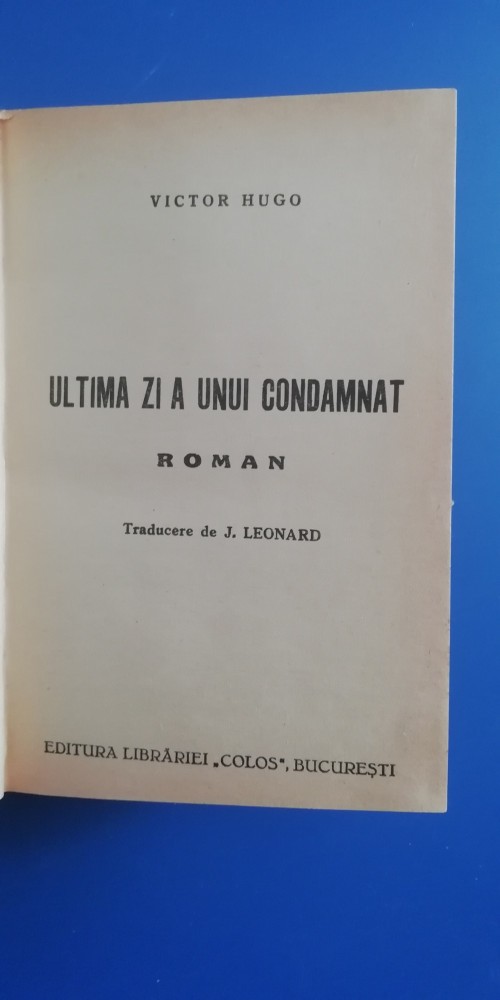 VICTOR HUGO
ULTIMA ZI A UNUI CONDAMNAT
ROMAN
Traducere de J. LEONARD
EDITURA LIBRĂRIEI „COLOS”, BUCUREȘTI